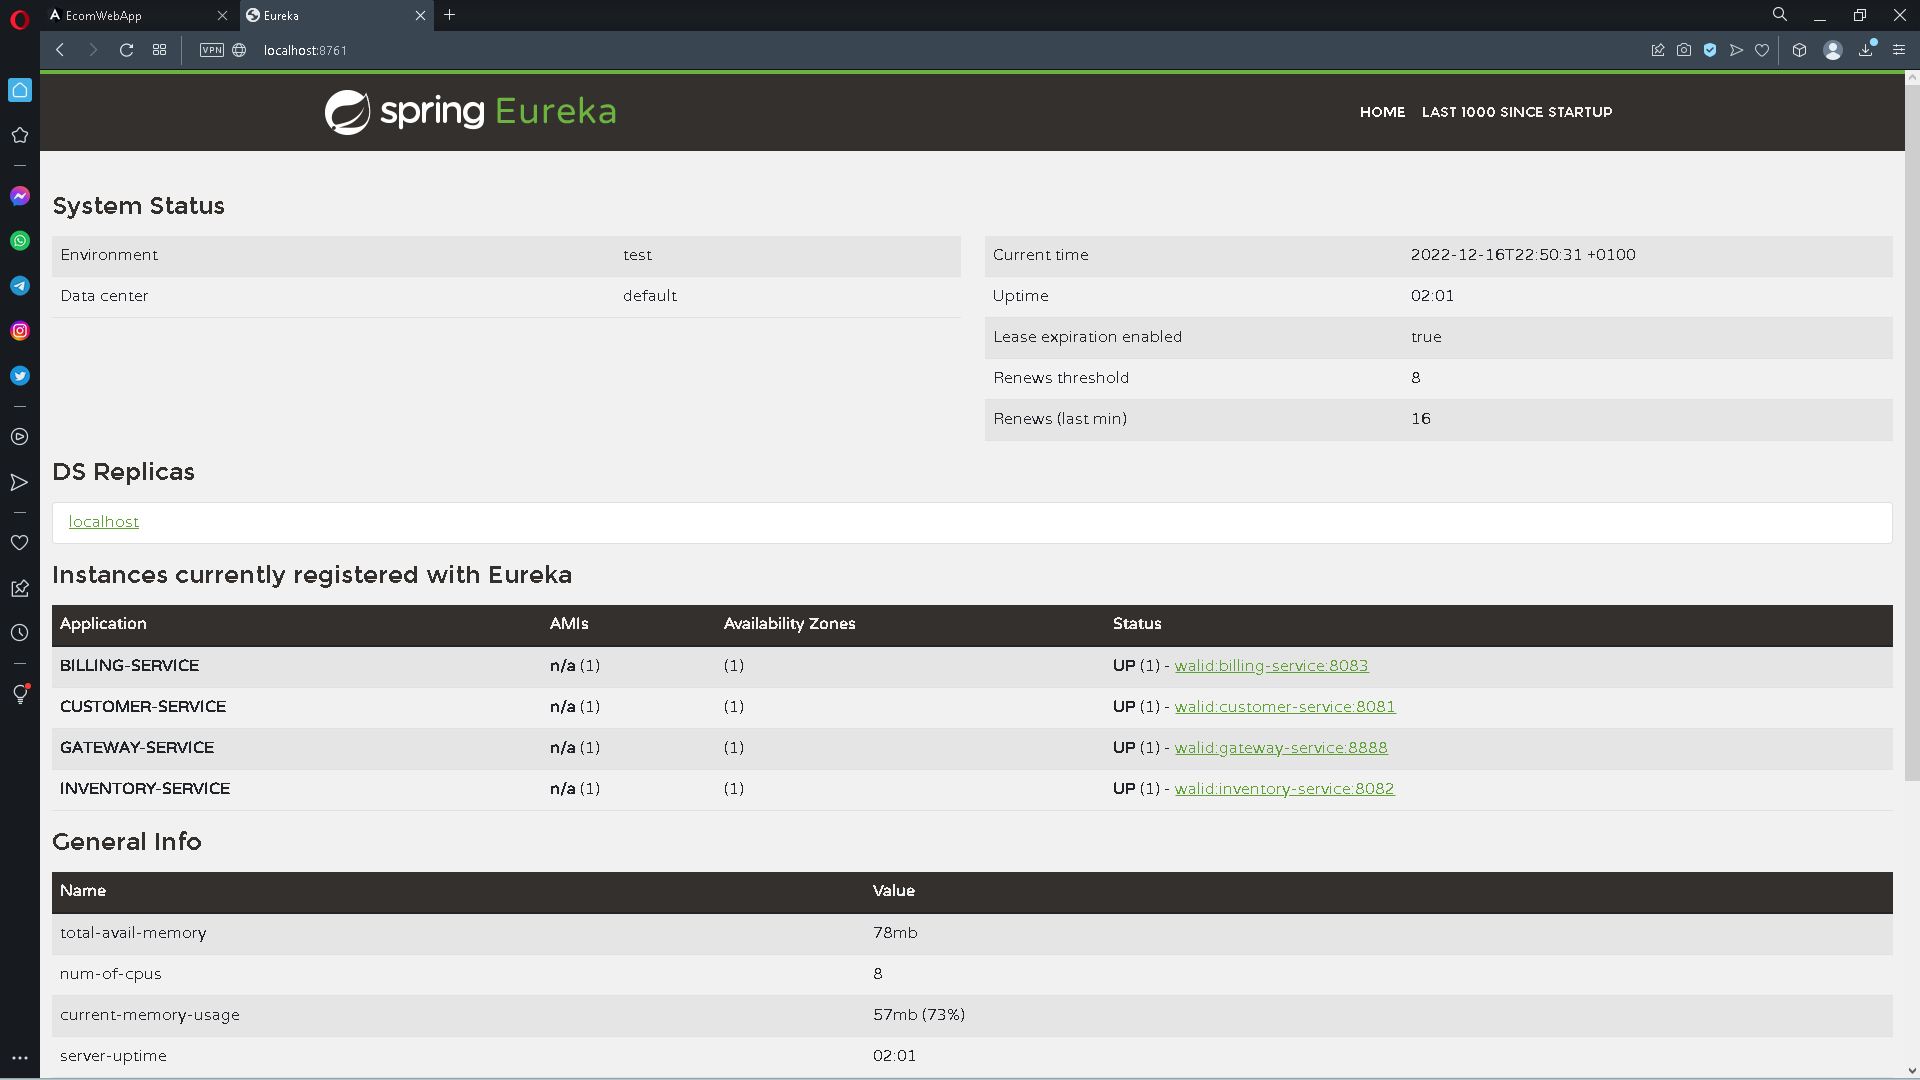 EcomWebApp
Eureka
VPN
localhost:8761
spring Eureka
HOME LAST 1000 SINCE STARTUP
System Status
Environment test
Data center default
Current time 2022-12-16T22:50:31 +0100
Uptime 02:01
Lease expiration enabled true
Renews threshold 8
Renews (last min) 16
DS Replicas
localhost
Instances currently registered with Eureka
Application AMIs Availability Zones Status
BILLING-SERVICE n/a (1) (1) UP (1) - walid:billing-service:8083
CUSTOMER-SERVICE n/a (1) (1) UP (1) - walid:customer-service:8081
GATEWAY-SERVICE n/a (1) (1) UP (1) - walid:gateway-service:8888
INVENTORY-SERVICE n/a (1) (1) UP (1) - walid:inventory-service:8082
General Info
Name Value
total-avail-memory 78mb
num-of-cpus 8
current-memory-usage 57mb (73%)
server-uptime 02:01